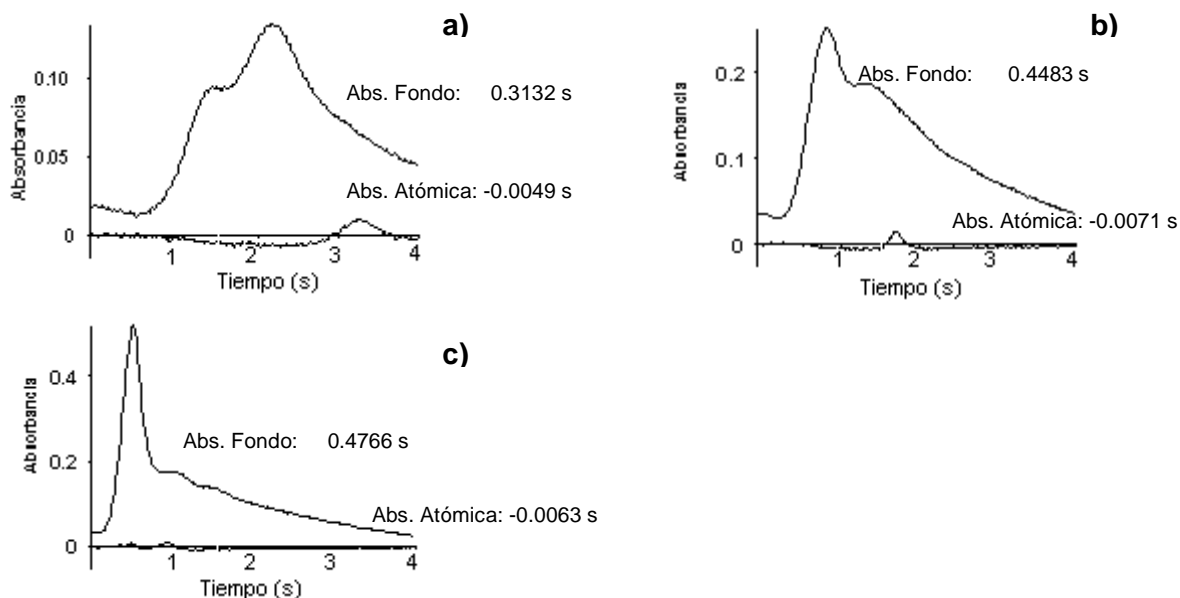 a)
Absorbancia
0.10
0.05
0
Abs. Fondo: 0.3132 s
Abs. Atómica: -0.0049 s
1 2 3 4
Tiempo (s)
b)
Absorbancia
0.2
0.1
0
Abs. Fondo: 0.4483 s
Abs. Atómica: -0.0071 s
1 2 3 4
Tiempo (s)
c)
Absorbancia
0.4
0.2
0
Abs. Fondo: 0.4766 s
Abs. Atómica: -0.0063 s
1 2 3 4
Tiempo (s)